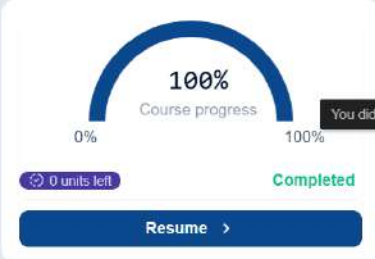 100%
Course progress
You did
0%
100%
0 units left
Completed
Resume